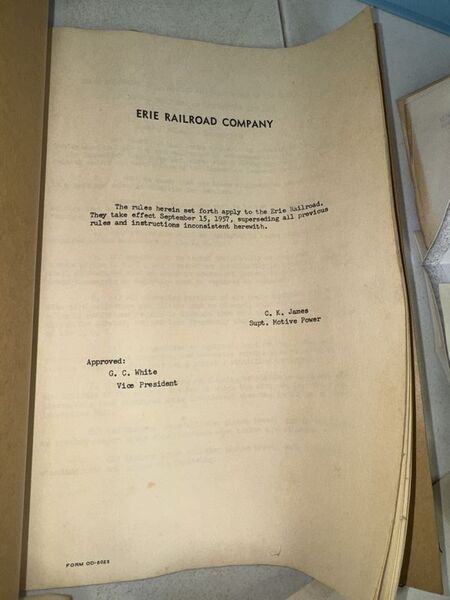 ERIE RAILROAD COMPANY
The rules herein set forth apply to the Erie Railroad.
They take effect September 15, 1957, superseding all previous
rules and instructions inconsistent herewith.
C. K. James
Supt. Motive Power
Approved:
G. C. White
Vice President
FORM OD-6025